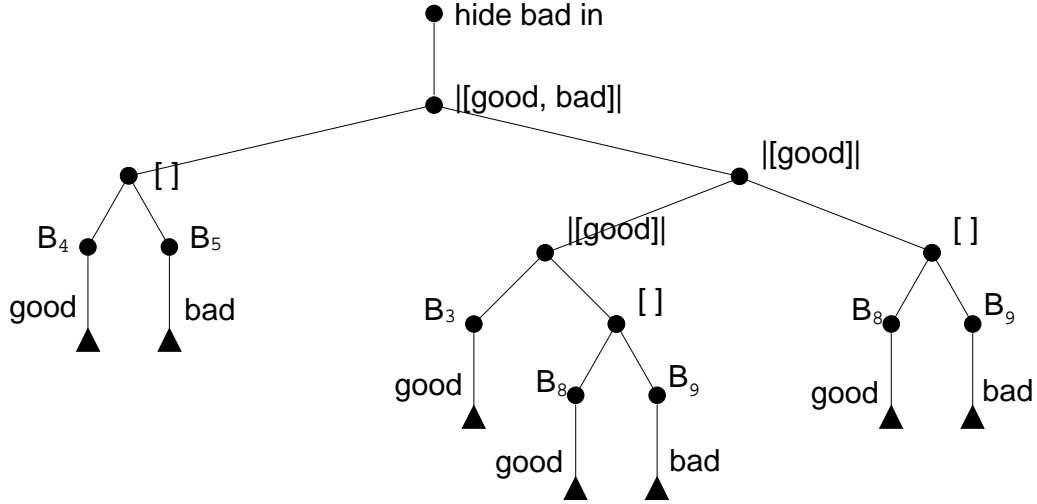 hide bad in
|[good, bad]|
|[good]|
[ ]
|[good]|
[ ]
B₄
B₅
good
bad
B₃
[ ]
B₈
B₉
good
B₈
B₉
good
bad
good
bad